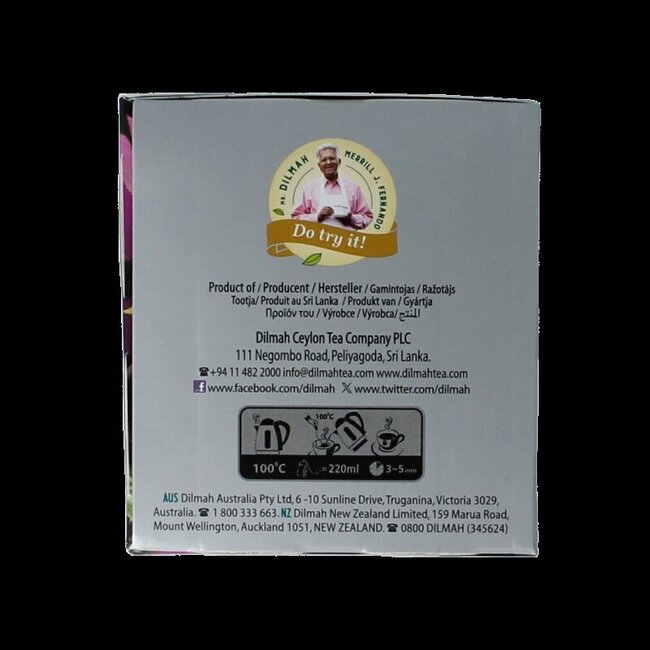 MR. DILMAH MERRILL J. FERNANDO
Do try it!
Product of / Producent / Hersteller / Gamintojas / Ražotājs
Tootja/ Produit au Sri Lanka / Produkt van / Gyártja
Προϊόν του / Výrobce / Výrobca/المنتج
Dilmah Ceylon Tea Company PLC
111 Negombo Road, Peliyagoda, Sri Lanka.
☎+94 11 482 2000 info@dilmahtea.com www.dilmahtea.com
f www.facebook.com/dilmah X www.twitter.com/dilmah
100°C
100°C =220ml 3-5min
AUS Dilmah Australia Pty Ltd, 6 -10 Sunline Drive, Truganina, Victoria 3029,
Australia. ☎ 1 800 333 663. NZ Dilmah New Zealand Limited, 159 Marua Road,
Mount Wellington, Auckland 1051, NEW ZEALAND. ☎ 0800 DILMAH (345624)